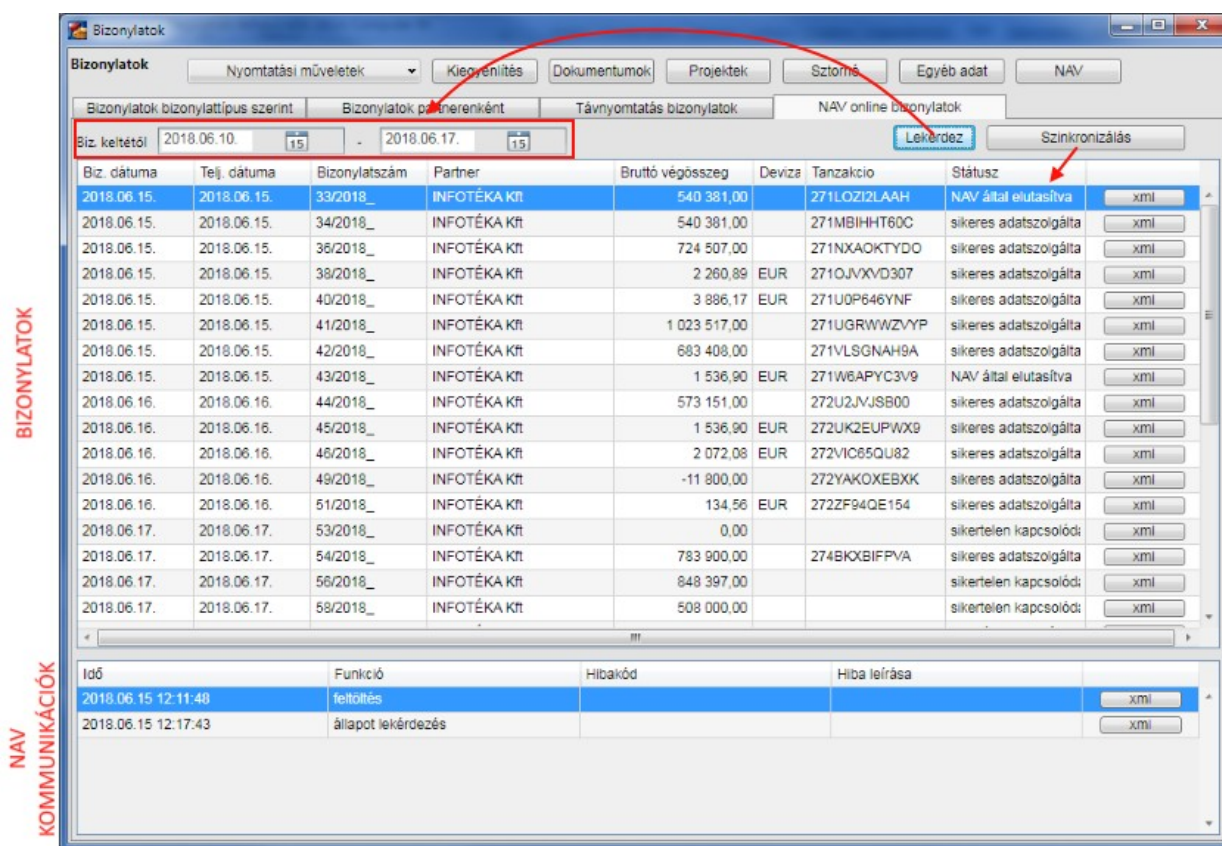 Bizonylatok
Bizonylatok Nyomtatási műveletek Kiegyenlítés Dokumentumok Projektek Sztornó Egyéb adat NAV
Bizonylatok bizonylattípus szerint Bizonylatok partnerenként Távnyomtatás bizonylatok NAV online bizonylatok
Biz. keltétől 2018.06.10. 15 - 2018.06.17. 15 Lekérdez Szinkronizálás
Biz. dátuma Telj. dátuma Bizonylatszám Partner Bruttó végösszeg Deviza Tanzakcio Státusz
2018.06.15. 2018.06.15. 33/2018_ INFOTÉKA Kft 540 381,00 271LOZI2LAAH NAV által elutasítva xml
2018.06.15. 2018.06.15. 34/2018_ INFOTÉKA Kft 540 381,00 271MBIHHT60C sikeres adatszolgálta xml
2018.06.15. 2018.06.15. 36/2018_ INFOTÉKA Kft 724 507,00 271NXAOKTYDO sikeres adatszolgálta xml
2018.06.15. 2018.06.15. 38/2018_ INFOTÉKA Kft 2 260,89 EUR 271OJVXVD307 sikeres adatszolgálta xml
2018.06.15. 2018.06.15. 40/2018_ INFOTÉKA Kft 3 886,17 EUR 271U0P646YNF sikeres adatszolgálta xml
2018.06.15. 2018.06.15. 41/2018_ INFOTÉKA Kft 1 023 517,00 271UGRWWZVYP sikeres adatszolgálta xml
2018.06.15. 2018.06.15. 42/2018_ INFOTÉKA Kft 683 408,00 271VLSGNAH9A sikeres adatszolgálta xml
2018.06.15. 2018.06.15. 43/2018_ INFOTÉKA Kft 1 536,90 EUR 271W6APYC3V9 NAV által elutasítva xml
2018.06.16. 2018.06.16. 44/2018_ INFOTÉKA Kft 573 151,00 272U2JVJSB00 sikeres adatszolgálta xml
2018.06.16. 2018.06.16. 45/2018_ INFOTÉKA Kft 1 536,90 EUR 272UK2EUPWX9 sikeres adatszolgálta xml
2018.06.16. 2018.06.16. 46/2018_ INFOTÉKA Kft 2 072,08 EUR 272VIC65QU82 sikeres adatszolgálta xml
2018.06.16. 2018.06.16. 49/2018_ INFOTÉKA Kft -11 800,00 272YAKOXEBXK sikeres adatszolgálta xml
2018.06.16. 2018.06.16. 51/2018_ INFOTÉKA Kft 134,56 EUR 272ZF94QE154 sikeres adatszolgálta xml
2018.06.17. 2018.06.17. 53/2018_ INFOTÉKA Kft 0,00 sikertelen kapcsolódá xml
2018.06.17. 2018.06.17. 54/2018_ INFOTÉKA Kft 783 900,00 274BKXBIFPVA sikeres adatszolgálta xml
2018.06.17. 2018.06.17. 56/2018_ INFOTÉKA Kft 848 397,00 sikertelen kapcsolódá xml
2018.06.17. 2018.06.17. 58/2018_ INFOTÉKA Kft 508 000,00 sikertelen kapcsolódá xml
BIZONYLATOK
Idő Funkció Hibakód Hiba leírása
2018.06.15 12:11:48 feltöltés xml
2018.06.15 12:17:43 állapot lekérdezés xml
NAV
KOMMUNIKÁCIÓK